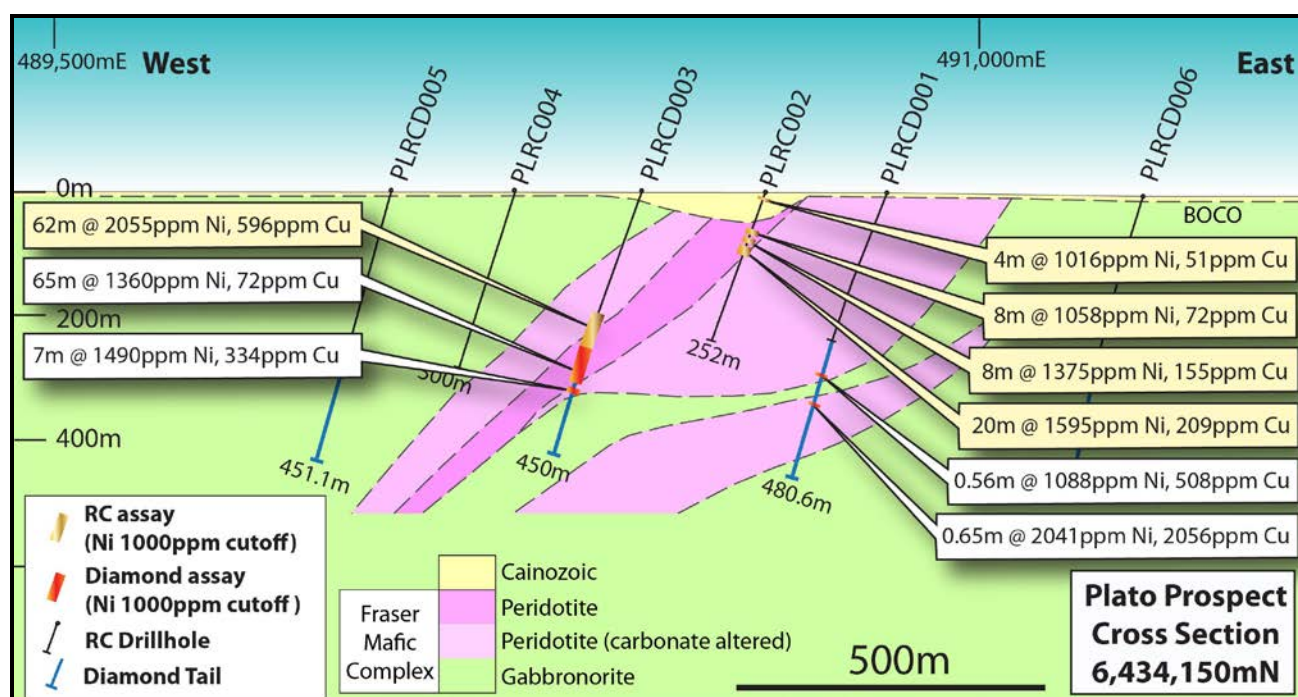 489,500mE West
491,000mE East
PLRCD005
PLRC004
PLRCD003
PLRC002
PLRCD001
PLRCD006
0m
BOCO
62m @ 2055ppm Ni, 596ppm Cu
65m @ 1360ppm Ni, 72ppm Cu
200m
7m @ 1490ppm Ni, 334ppm Cu
400m
4m @ 1016ppm Ni, 51ppm Cu
8m @ 1058ppm Ni, 72ppm Cu
8m @ 1375ppm Ni, 155ppm Cu
20m @ 1595ppm Ni, 209ppm Cu
0.56m @ 1088ppm Ni, 508ppm Cu
0.65m @ 2041ppm Ni, 2056ppm Cu
451.1m
300m
450m
252m
480.6m
RC assay
(Ni 1000ppm cutoff)
Diamond assay
(Ni 1000ppm cutoff)
RC Drillhole
Diamond Tail
Fraser
Mafic
Complex
Cainozoic
Peridotite
Peridotite (carbonate altered)
Gabbronorite
500m
Plato Prospect
Cross Section
6,434,150mN